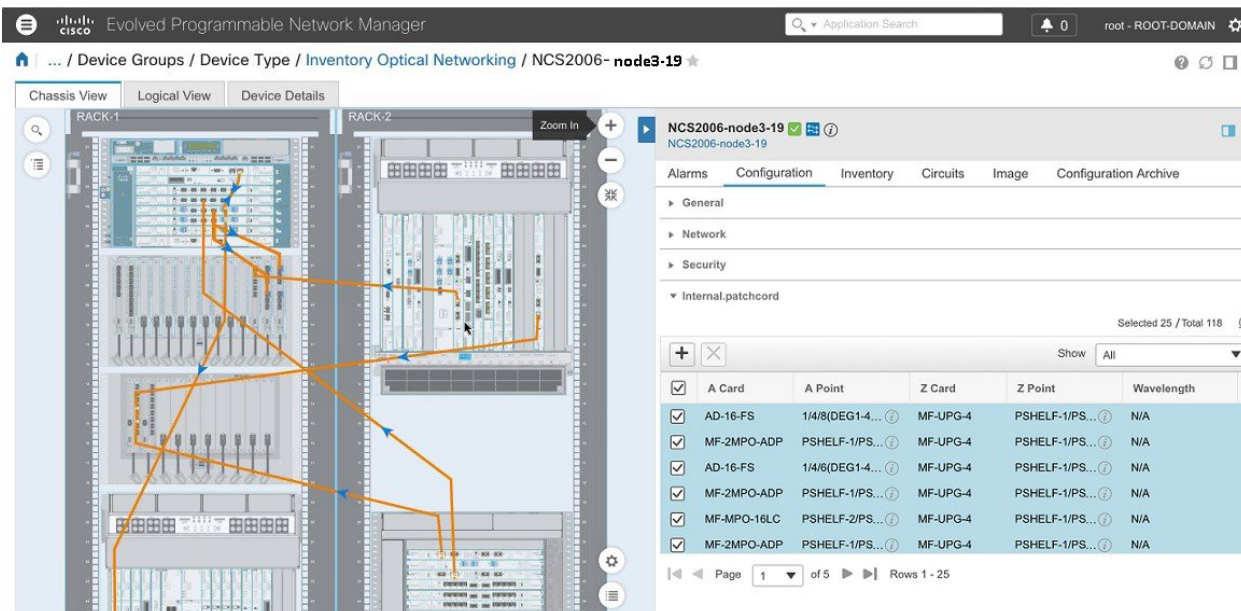 cisco Evolved Programmable Network Manager Application Search 0 root - ROOT-DOMAIN
... / Device Groups / Device Type / Inventory Optical Networking / NCS2006- node3-19
Chassis View Logical View Device Details
RACK-1 RACK-2 Zoom In
NCS2006-node3-19
NCS2006-node3-19
Alarms Configuration Inventory Circuits Image Configuration Archive
General
Network
Security
Internal.patchcord
Selected 25 / Total 118
Show All
A Card A Point Z Card Z Point Wavelength
AD-16-FS 1/4/8(DEG1-4... MF-UPG-4 PSHELF-1/PS... N/A
MF-2MPO-ADP PSHELF-1/PS... MF-UPG-4 PSHELF-1/PS... N/A
AD-16-FS 1/4/6(DEG1-4... MF-UPG-4 PSHELF-1/PS... N/A
MF-2MPO-ADP PSHELF-1/PS... MF-UPG-4 PSHELF-1/PS... N/A
MF-MPO-16LC PSHELF-2/PS... MF-UPG-4 PSHELF-1/PS... N/A
MF-2MPO-ADP PSHELF-1/PS... MF-UPG-4 PSHELF-1/PS... N/A
Page 1 of 5 Rows 1 - 25